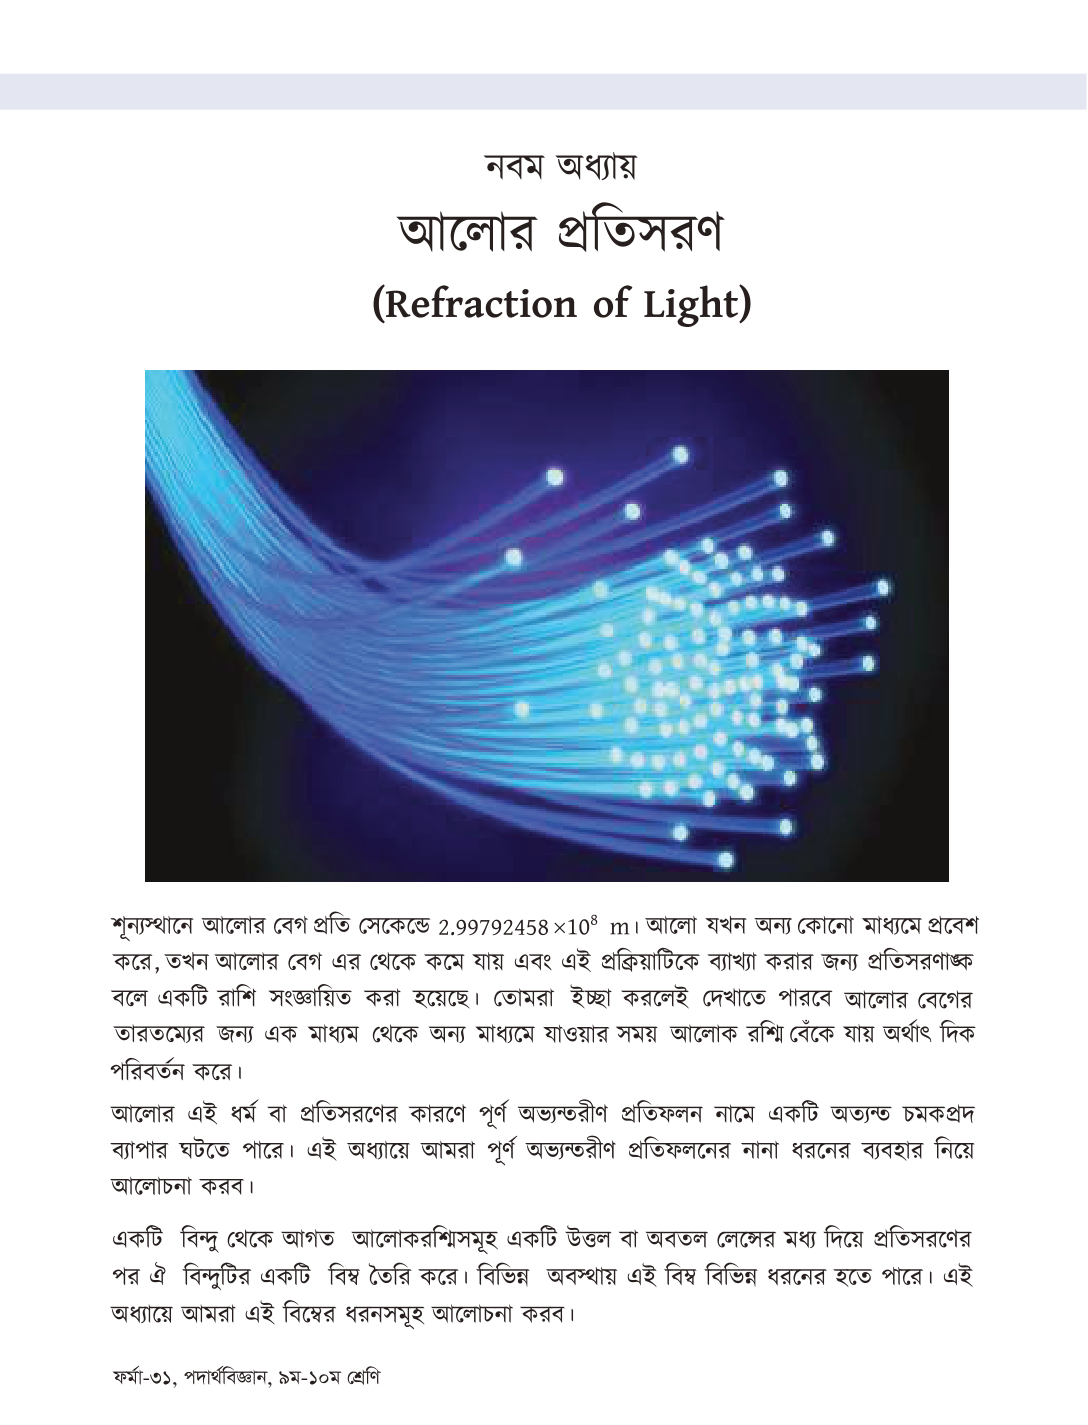 নবম অধ্যায়
আলোর প্রতিসরণ
(Refraction of Light)
শূন্যস্থানে আলোর বেগ প্রতি সেকেন্ডে 2.99792458×10⁸ m। আলো যখন অন্য কোনো মাধ্যমে প্রবেশ
করে, তখন আলোর বেগ এর থেকে কমে যায় এবং এই প্রক্রিয়াটিকে ব্যাখ্যা করার জন্য প্রতিসরণাঙ্ক
বলে একটি রাশি সংজ্ঞায়িত করা হয়েছে। তোমরা ইচ্ছা করলেই দেখাতে পারবে আলোর বেগের
তারতম্যের জন্য এক মাধ্যম থেকে অন্য মাধ্যমে যাওয়ার সময় আলোক রশ্মি বেঁকে যায় অর্থাৎ দিক
পরিবর্তন করে।
আলোর এই ধর্ম বা প্রতিসরণের কারণে পূর্ণ অভ্যন্তরীণ প্রতিফলন নামে একটি অত্যন্ত চমকপ্রদ
ব্যাপার ঘটতে পারে। এই অধ্যায়ে আমরা পূর্ণ অভ্যন্তরীণ প্রতিফলনের নানা ধরনের ব্যবহার নিয়ে
আলোচনা করব।
একটি বিন্দু থেকে আগত আলোকরশ্মিসমূহ একটি উত্তল বা অবতল লেন্সের মধ্য দিয়ে প্রতিসরণের
পর ঐ বিন্দুটির একটি বিম্ব তৈরি করে। বিভিন্ন অবস্থায় এই বিম্ব বিভিন্ন ধরনের হতে পারে। এই
অধ্যায়ে আমরা এই বিম্বের ধরনসমূহ আলোচনা করব।
ফর্মা-৩১, পদার্থবিজ্ঞান, ৯ম-১০ম শ্রেণি